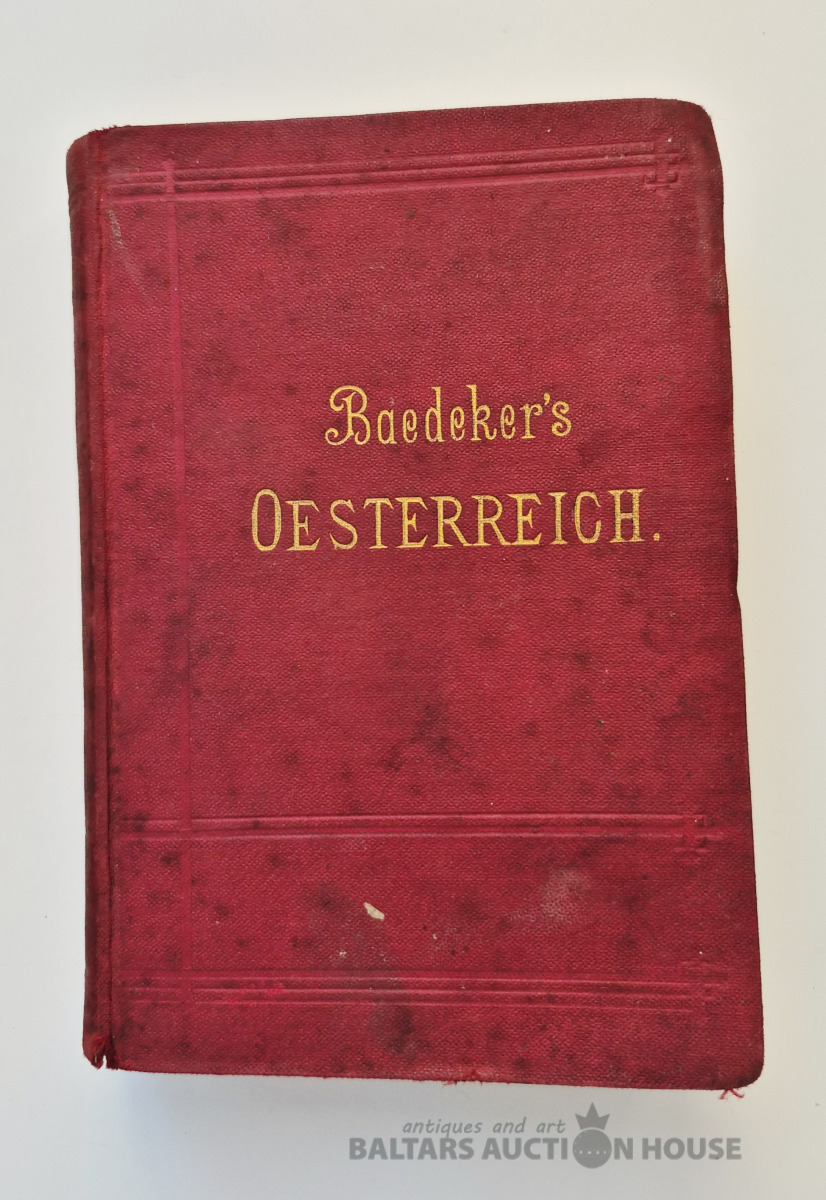 Baedeker's
OESTERREICH.
antiques and art
BALTARS AUCTION HOUSE